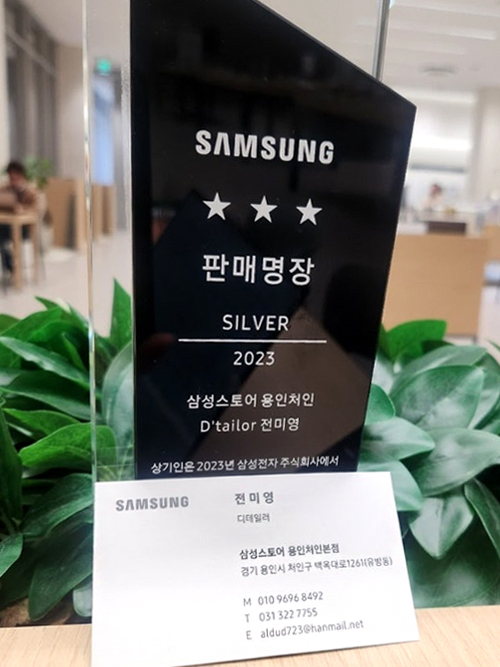 SAMSUNG
★ ★ ★
판매명장
SILVER
2023
삼성스토어 용인처인
D'tailor 전미영
상기인은 2023년 삼성전자 주식회사에서
SAMSUNG
전미영
디테일러
삼성스토어 용인처인본점
경기 용인시 처인구 백옥대로1261(유방동)
M 010 9696 8492
T 031 322 7755
E aldud723@hanmail.net